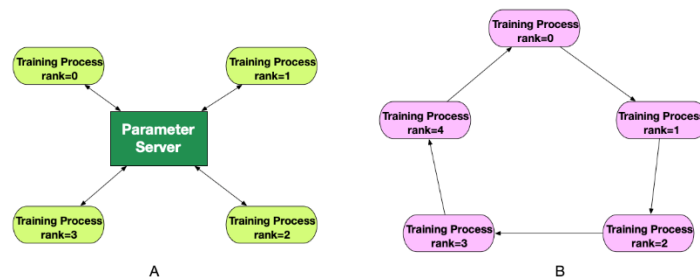 Training Process
rank=0
Training Process
rank=1
Parameter
Server
Training Process
rank=3
Training Process
rank=2
A
Training Process
rank=0
Training Process
rank=4
Training Process
rank=1
Training Process
rank=3
Training Process
rank=2
B